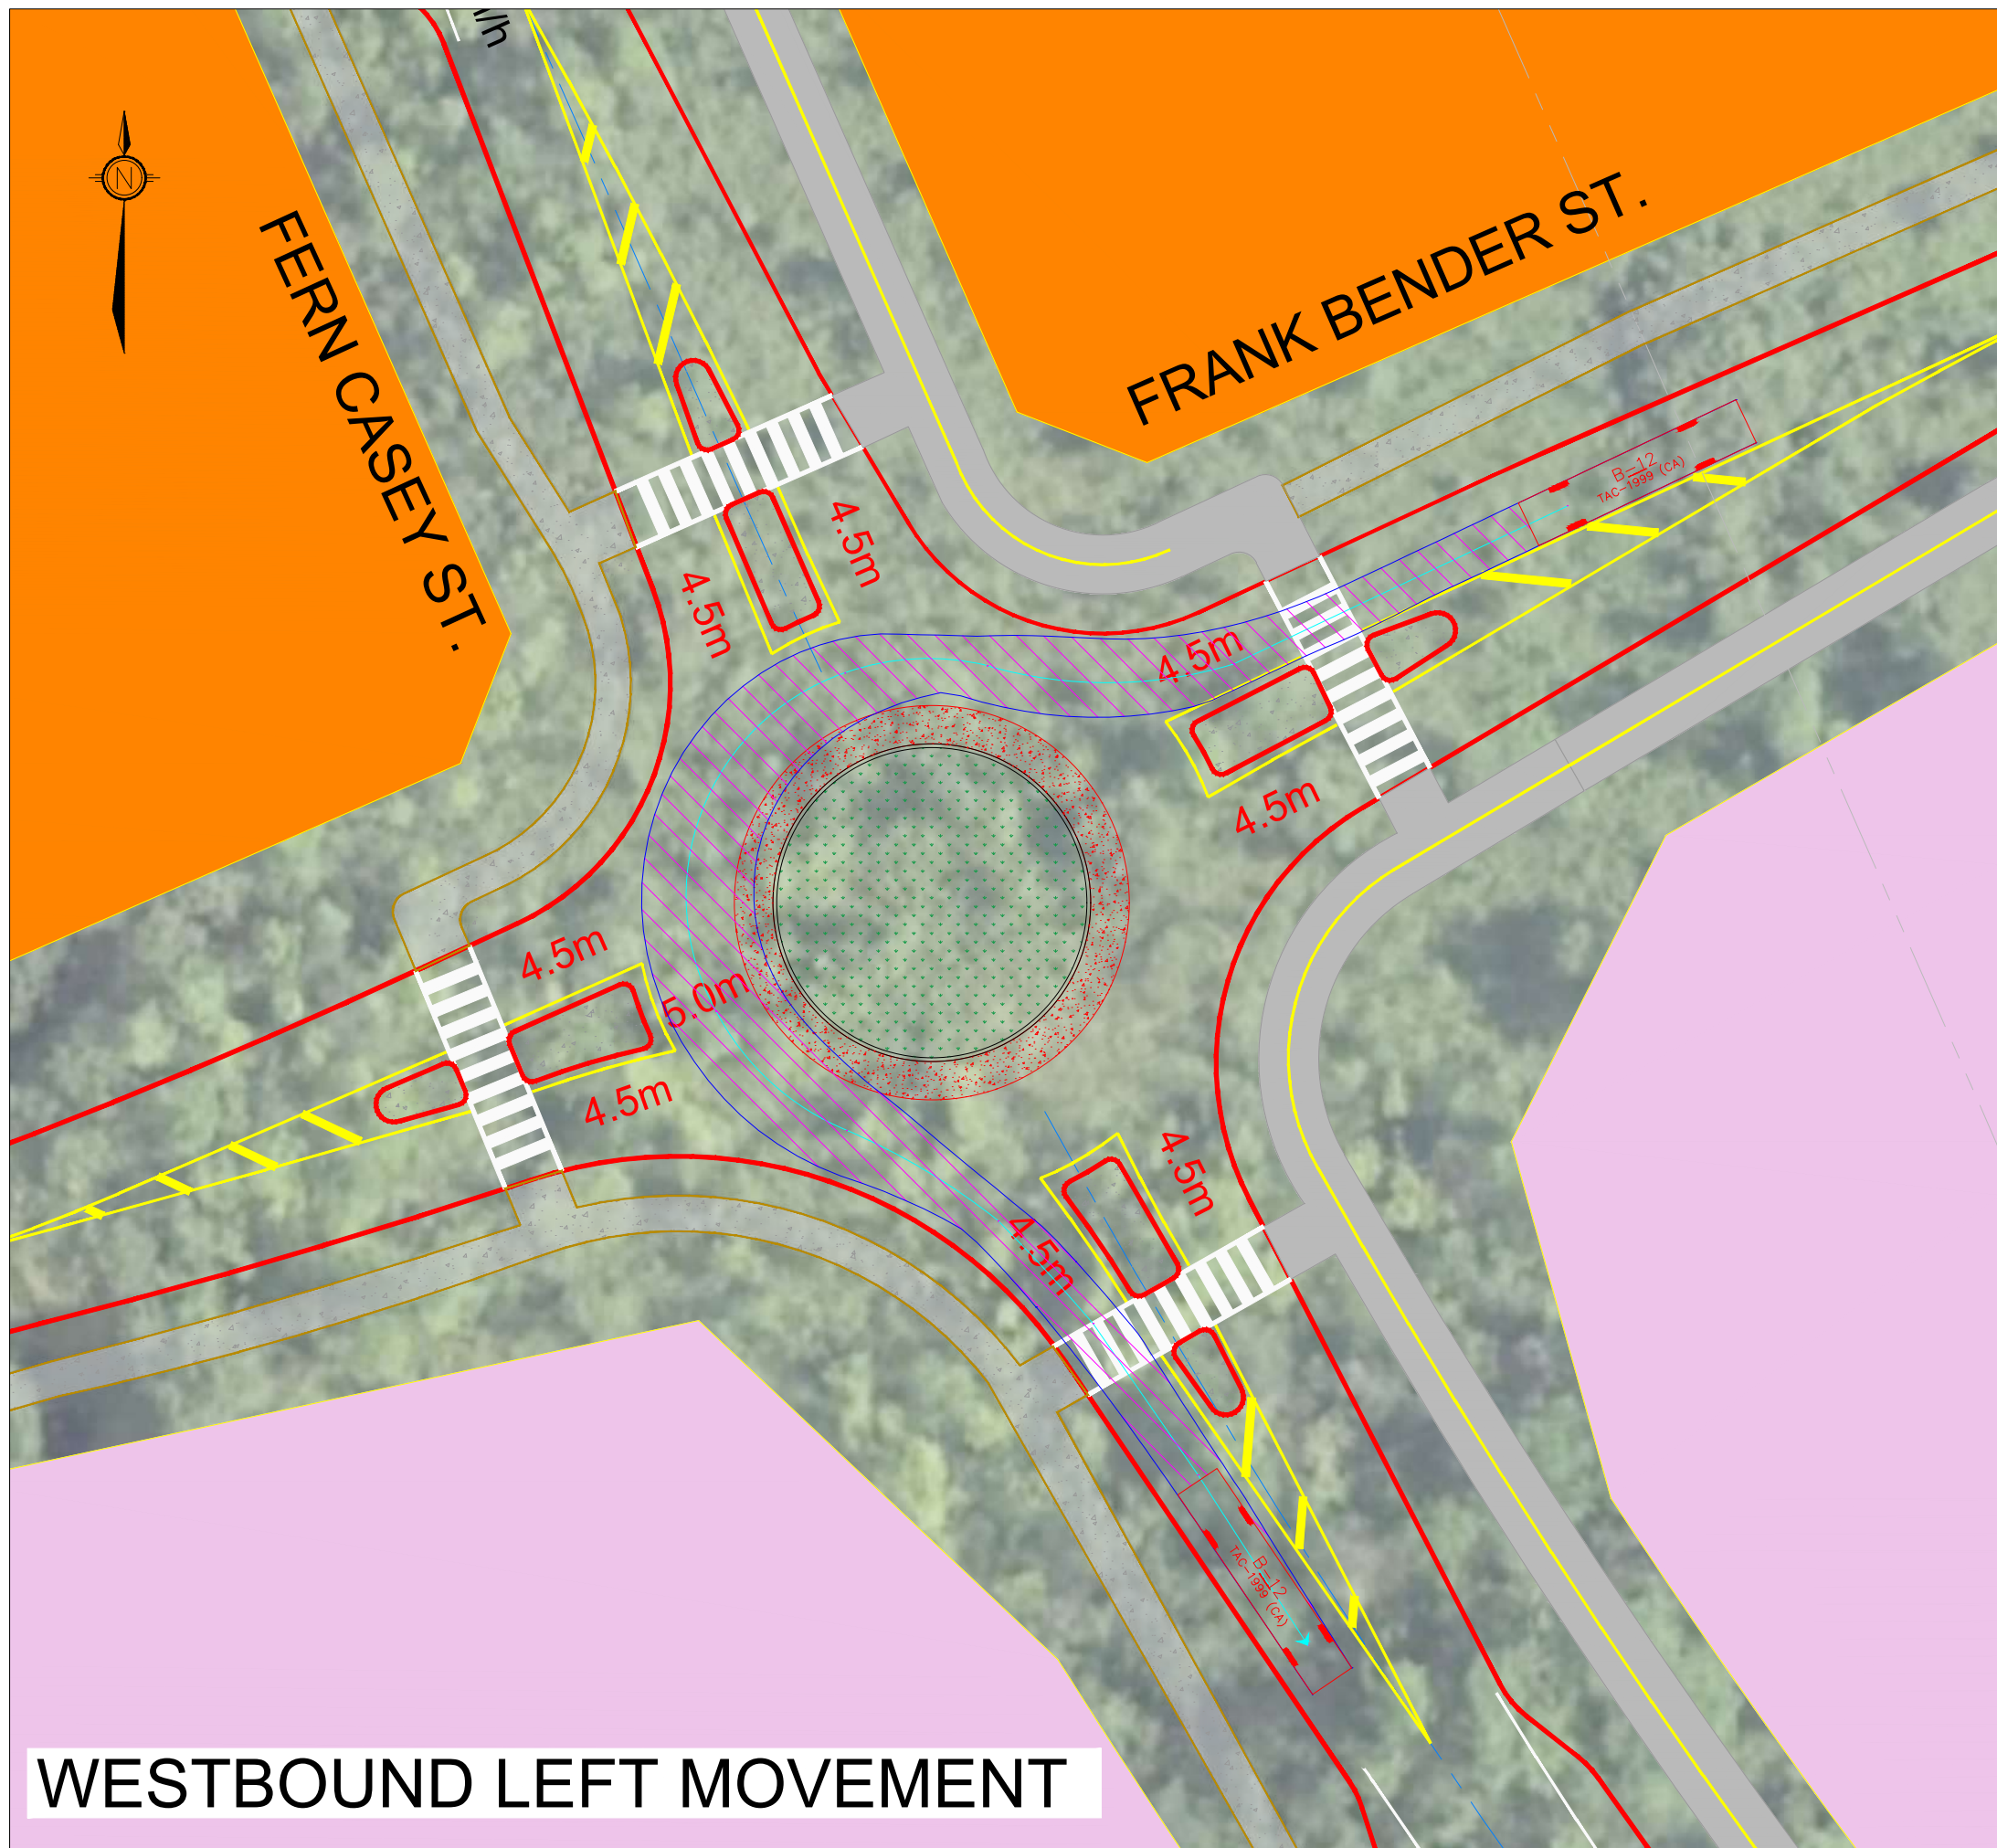 /h
N
FERN CASEY ST.
FRANK BENDER ST.
B-12
TAC-1999 (CA)
4.5m
4.5m
4.5m
4.5m
4.5m
5.0m
4.5m
4.5m
4.5m
B-12
TAC-1999 (CA)
WESTBOUND LEFT MOVEMENT